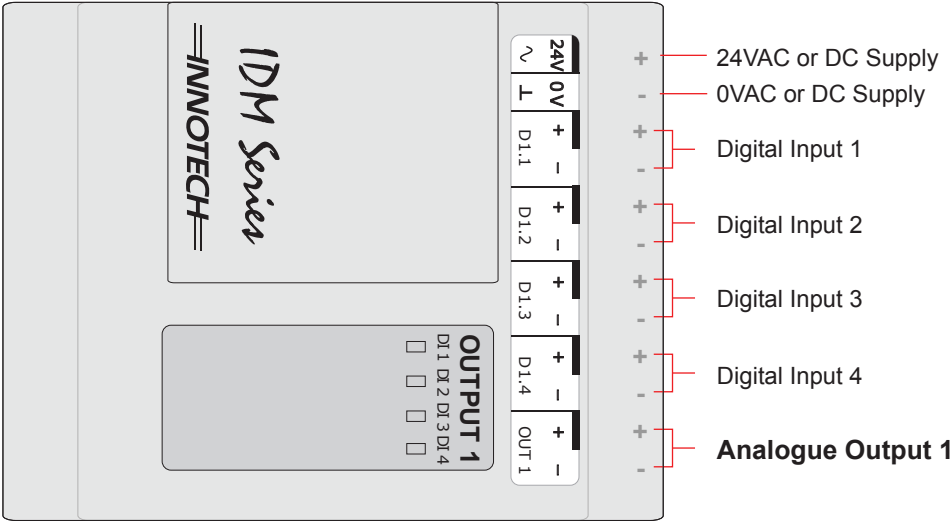 INNOTECH
IDM Series
24V
0V
+ −
D1.1
+ −
D1.2
+ −
D1.3
+ −
D1.4
+ −
OUT 1
OUTPUT 1
DI 1 DI 2 DI 3 DI 4
+ 24VAC or DC Supply
- 0VAC or DC Supply
+ - Digital Input 1
+ - Digital Input 2
+ - Digital Input 3
+ - Digital Input 4
+ - Analogue Output 1